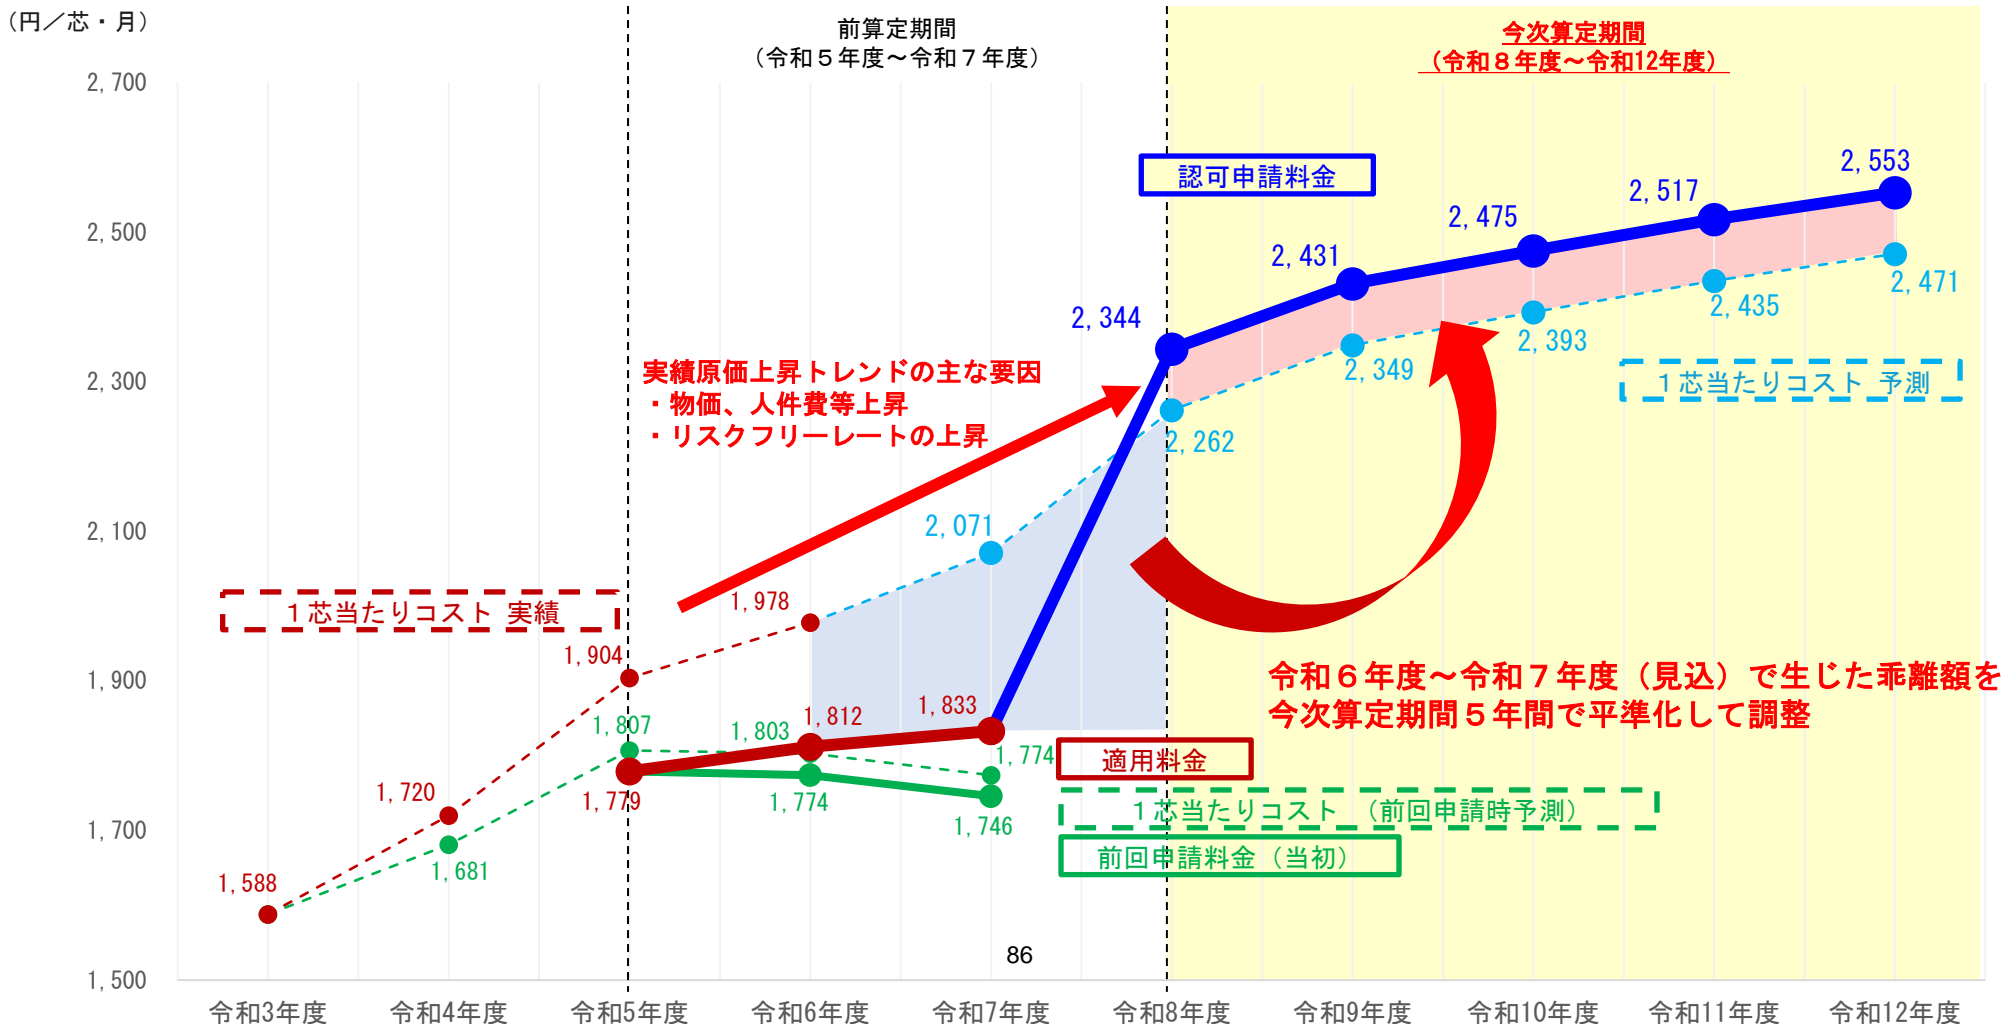 （円／芯・月）
前算定期間
（令和５年度～令和７年度）
今次算定期間
（令和８年度～令和12年度）
2,700
2,500
2,300
2,100
1,900
1,700
1,500
認可申請料金
2,344
2,431
2,475
2,517
2,553
2,262
2,349
2,393
2,435
2,471
１芯当たりコスト 予測
実績原価上昇トレンドの主な要因
・物価、人件費等上昇
・リスクフリーレートの上昇
2,071
１芯当たりコスト 実績
1,588
1,720
1,904
1,978
1,681
1,807
1,803
1,774
1,779
1,812
1,833
1,774
1,746
令和６年度～令和７年度（見込）で生じた乖離額を
今次算定期間５年間で平準化して調整
適用料金
１芯当たりコスト （前回申請時予測）
前回申請料金（当初）
86
令和3年度
令和4年度
令和5年度
令和6年度
令和7年度
令和8年度
令和9年度
令和10年度
令和11年度
令和12年度